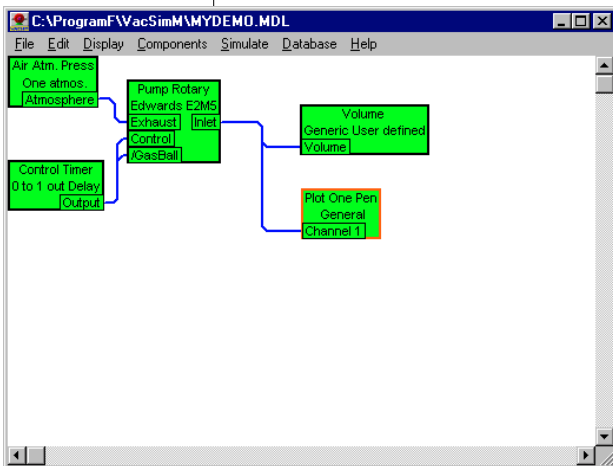 C:\ProgramF\VacSimM\MYDEMO.MDL
File Edit Display Components Simulate Database Help
Air Atm. Press
One atmos.
Atmosphere
Pump Rotary
Edwards E2M5
Exhaust Inlet
Control
/GasBall
Volume
Generic User defined
Volume
Control Timer
0 to 1 out Delay
Output
Plot One Pen
General
Channel 1